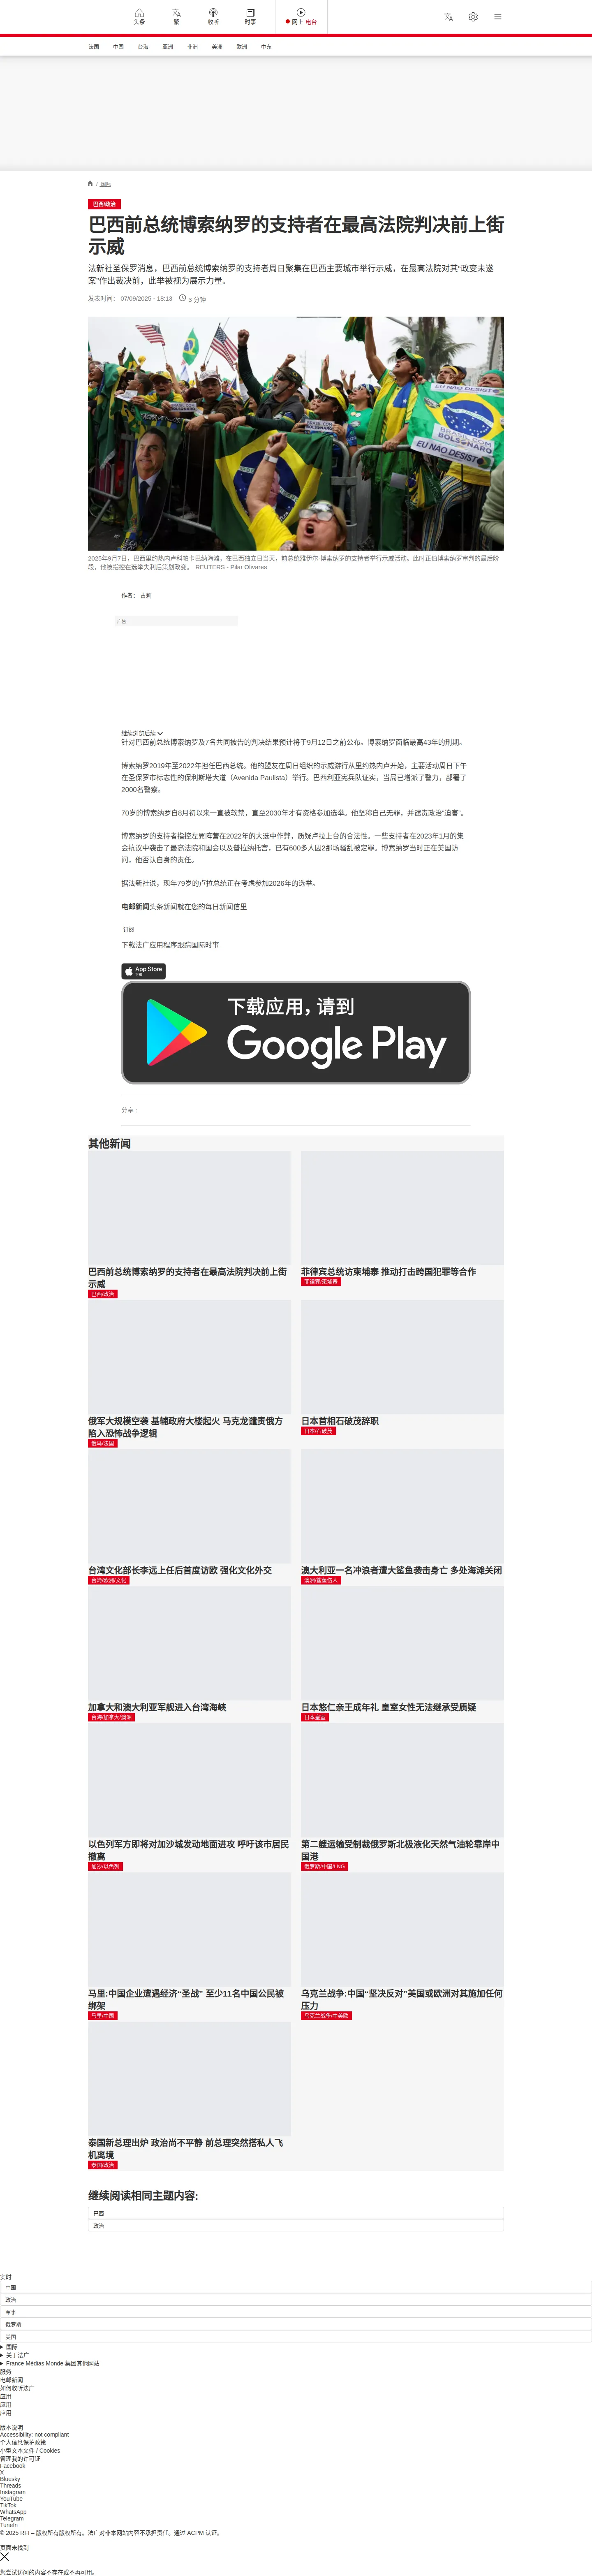 头条
繁
收听
时事
网上 电台
法国
中国
台海
亚洲
非洲
美洲
欧洲
中东
/ 国际
巴西/政治
巴西前总统博索纳罗的支持者在最高法院判决前上街
示威
法新社圣保罗消息，巴西前总统博索纳罗的支持者周日聚集在巴西主要城市举行示威，在最高法院对其“政变未遂
案”作出裁决前，此举被视为展示力量。
发表时间： 07/09/2025 - 18:13 3 分钟
EU NÃO DESISTO
BRASIL COM
BOLSONARO
EU NÃO DESISTO
2025年9月7日，巴西里约热内卢科帕卡巴纳海滩，在巴西独立日当天，前总统雅伊尔·博索纳罗的支持者举行示威活动。此时正值博索纳罗审判的最后阶
段，他被指控在选举失利后策划政变。 REUTERS - Pilar Olivares
作者： 古莉
广告
继续浏览后续
针对巴西前总统博索纳罗及7名共同被告的判决结果预计将于9月12日之前公布。博索纳罗面临最高43年的刑期。
博索纳罗2019年至2022年担任巴西总统。他的盟友在周日组织的示威游行从里约热内卢开始，主要活动周日下午
在圣保罗市标志性的保利斯塔大道（Avenida Paulista）举行。巴西利亚宪兵队证实，当局已增派了警力，部署了
2000名警察。
70岁的博索纳罗自8月初以来一直被软禁，直至2030年才有资格参加选举。他坚称自己无罪，并谴责政治“迫害”。
博索纳罗的支持者指控左翼阵营在2022年的大选中作弊，质疑卢拉上台的合法性。一些支持者在2023年1月的集
会抗议中袭击了最高法院和国会以及普拉纳托宫，已有600多人因2那场骚乱被定罪。博索纳罗当时正在美国访
问，他否认自身的责任。
据法新社说，现年79岁的卢拉总统正在考虑参加2026年的选举。
电邮新闻头条新闻就在您的每日新闻信里
订阅
下载法广应用程序跟踪国际时事
App Store
下载
下载应用，请到
Google Play
分享 :
其他新闻
巴西前总统博索纳罗的支持者在最高法院判决前上街
示威
巴西/政治
菲律宾总统访柬埔寨 推动打击跨国犯罪等合作
菲律宾/柬埔寨
俄军大规模空袭 基辅政府大楼起火 马克龙谴责俄方
陷入恐怖战争逻辑
俄乌/法国
日本首相石破茂辞职
日本/石破茂
台湾文化部长李远上任后首度访欧 强化文化外交
台湾/欧洲/文化
澳大利亚一名冲浪者遭大鲨鱼袭击身亡 多处海滩关闭
澳洲/鲨鱼伤人
加拿大和澳大利亚军舰进入台湾海峡
台海/加拿大/澳洲
日本悠仁亲王成年礼 皇室女性无法继承受质疑
日本皇室
以色列军方即将对加沙城发动地面进攻 呼吁该市居民
撤离
加沙/以色列
第二艘运输受制裁俄罗斯北极液化天然气油轮靠岸中
国港
俄罗斯/中国/LNG
马里:中国企业遭遇经济“圣战” 至少11名中国公民被
绑架
马里/中国
乌克兰战争:中国“坚决反对”美国或欧洲对其施加任何
压力
乌克兰战争/中美欧
泰国新总理出炉 政治尚不平静 前总理突然搭私人飞
机离境
泰国/政治
继续阅读相同主题内容:
巴西
政治
实时
中国
政治
军事
俄罗斯
美国
国际
关于法广
France Médias Monde 集团其他网站
服务
电邮新闻
如何收听法广
应用
应用
应用
版本说明
Accessibility: not compliant
个人信息保护政策
小型文本文件 / Cookies
管理我的许可证
Facebook
X
Bluesky
Threads
Instagram
YouTube
TikTok
WhatsApp
Telegram
TuneIn
© 2025 RFI – 版权所有版权所有。法广对非本网站内容不承担责任。通过 ACPM 认证。
页面未找到
您尝试访问的内容不存在或不再可用。